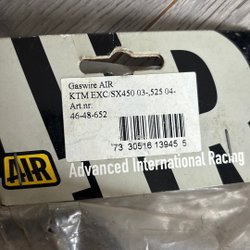 Gaswire AIR
KTM EXC/SX450 03-,525 04-
Art.nr.
46-48-652
73 30516 13945 5
AIR
Advanced International Racing